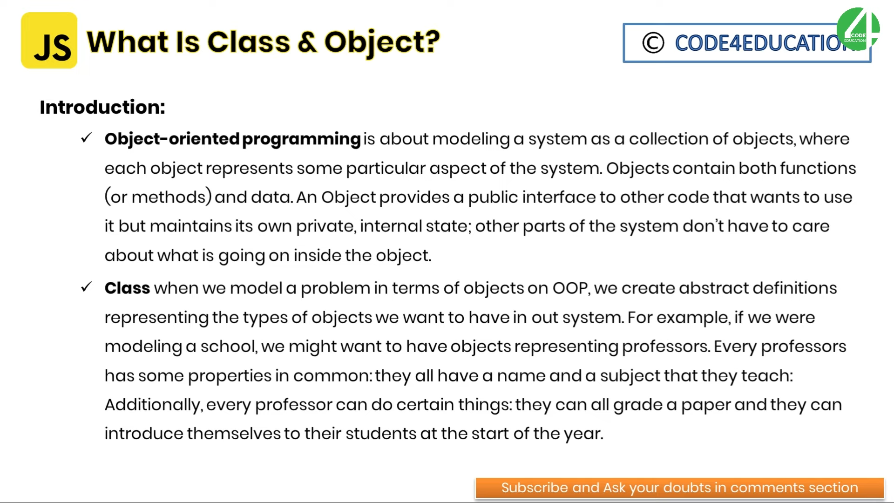 JS What Is Class & Object?
© CODE4EDUCATION
4
CODE
EDUCATION
Introduction:
✓ Object-oriented programming is about modeling a system as a collection of objects, where
each object represents some particular aspect of the system. Objects contain both functions
(or methods) and data. An Object provides a public interface to other code that wants to use
it but maintains its own private, internal state; other parts of the system don't have to care
about what is going on inside the object.
✓ Class when we model a problem in terms of objects on OOP, we create abstract definitions
representing the types of objects we want to have in out system. For example, if we were
modeling a school, we might want to have objects representing professors. Every professors
has some properties in common: they all have a name and a subject that they teach:
Additionally, every professor can do certain things: they can all grade a paper and they can
introduce themselves to their students at the start of the year.
Subscribe and Ask your doubts in comments section